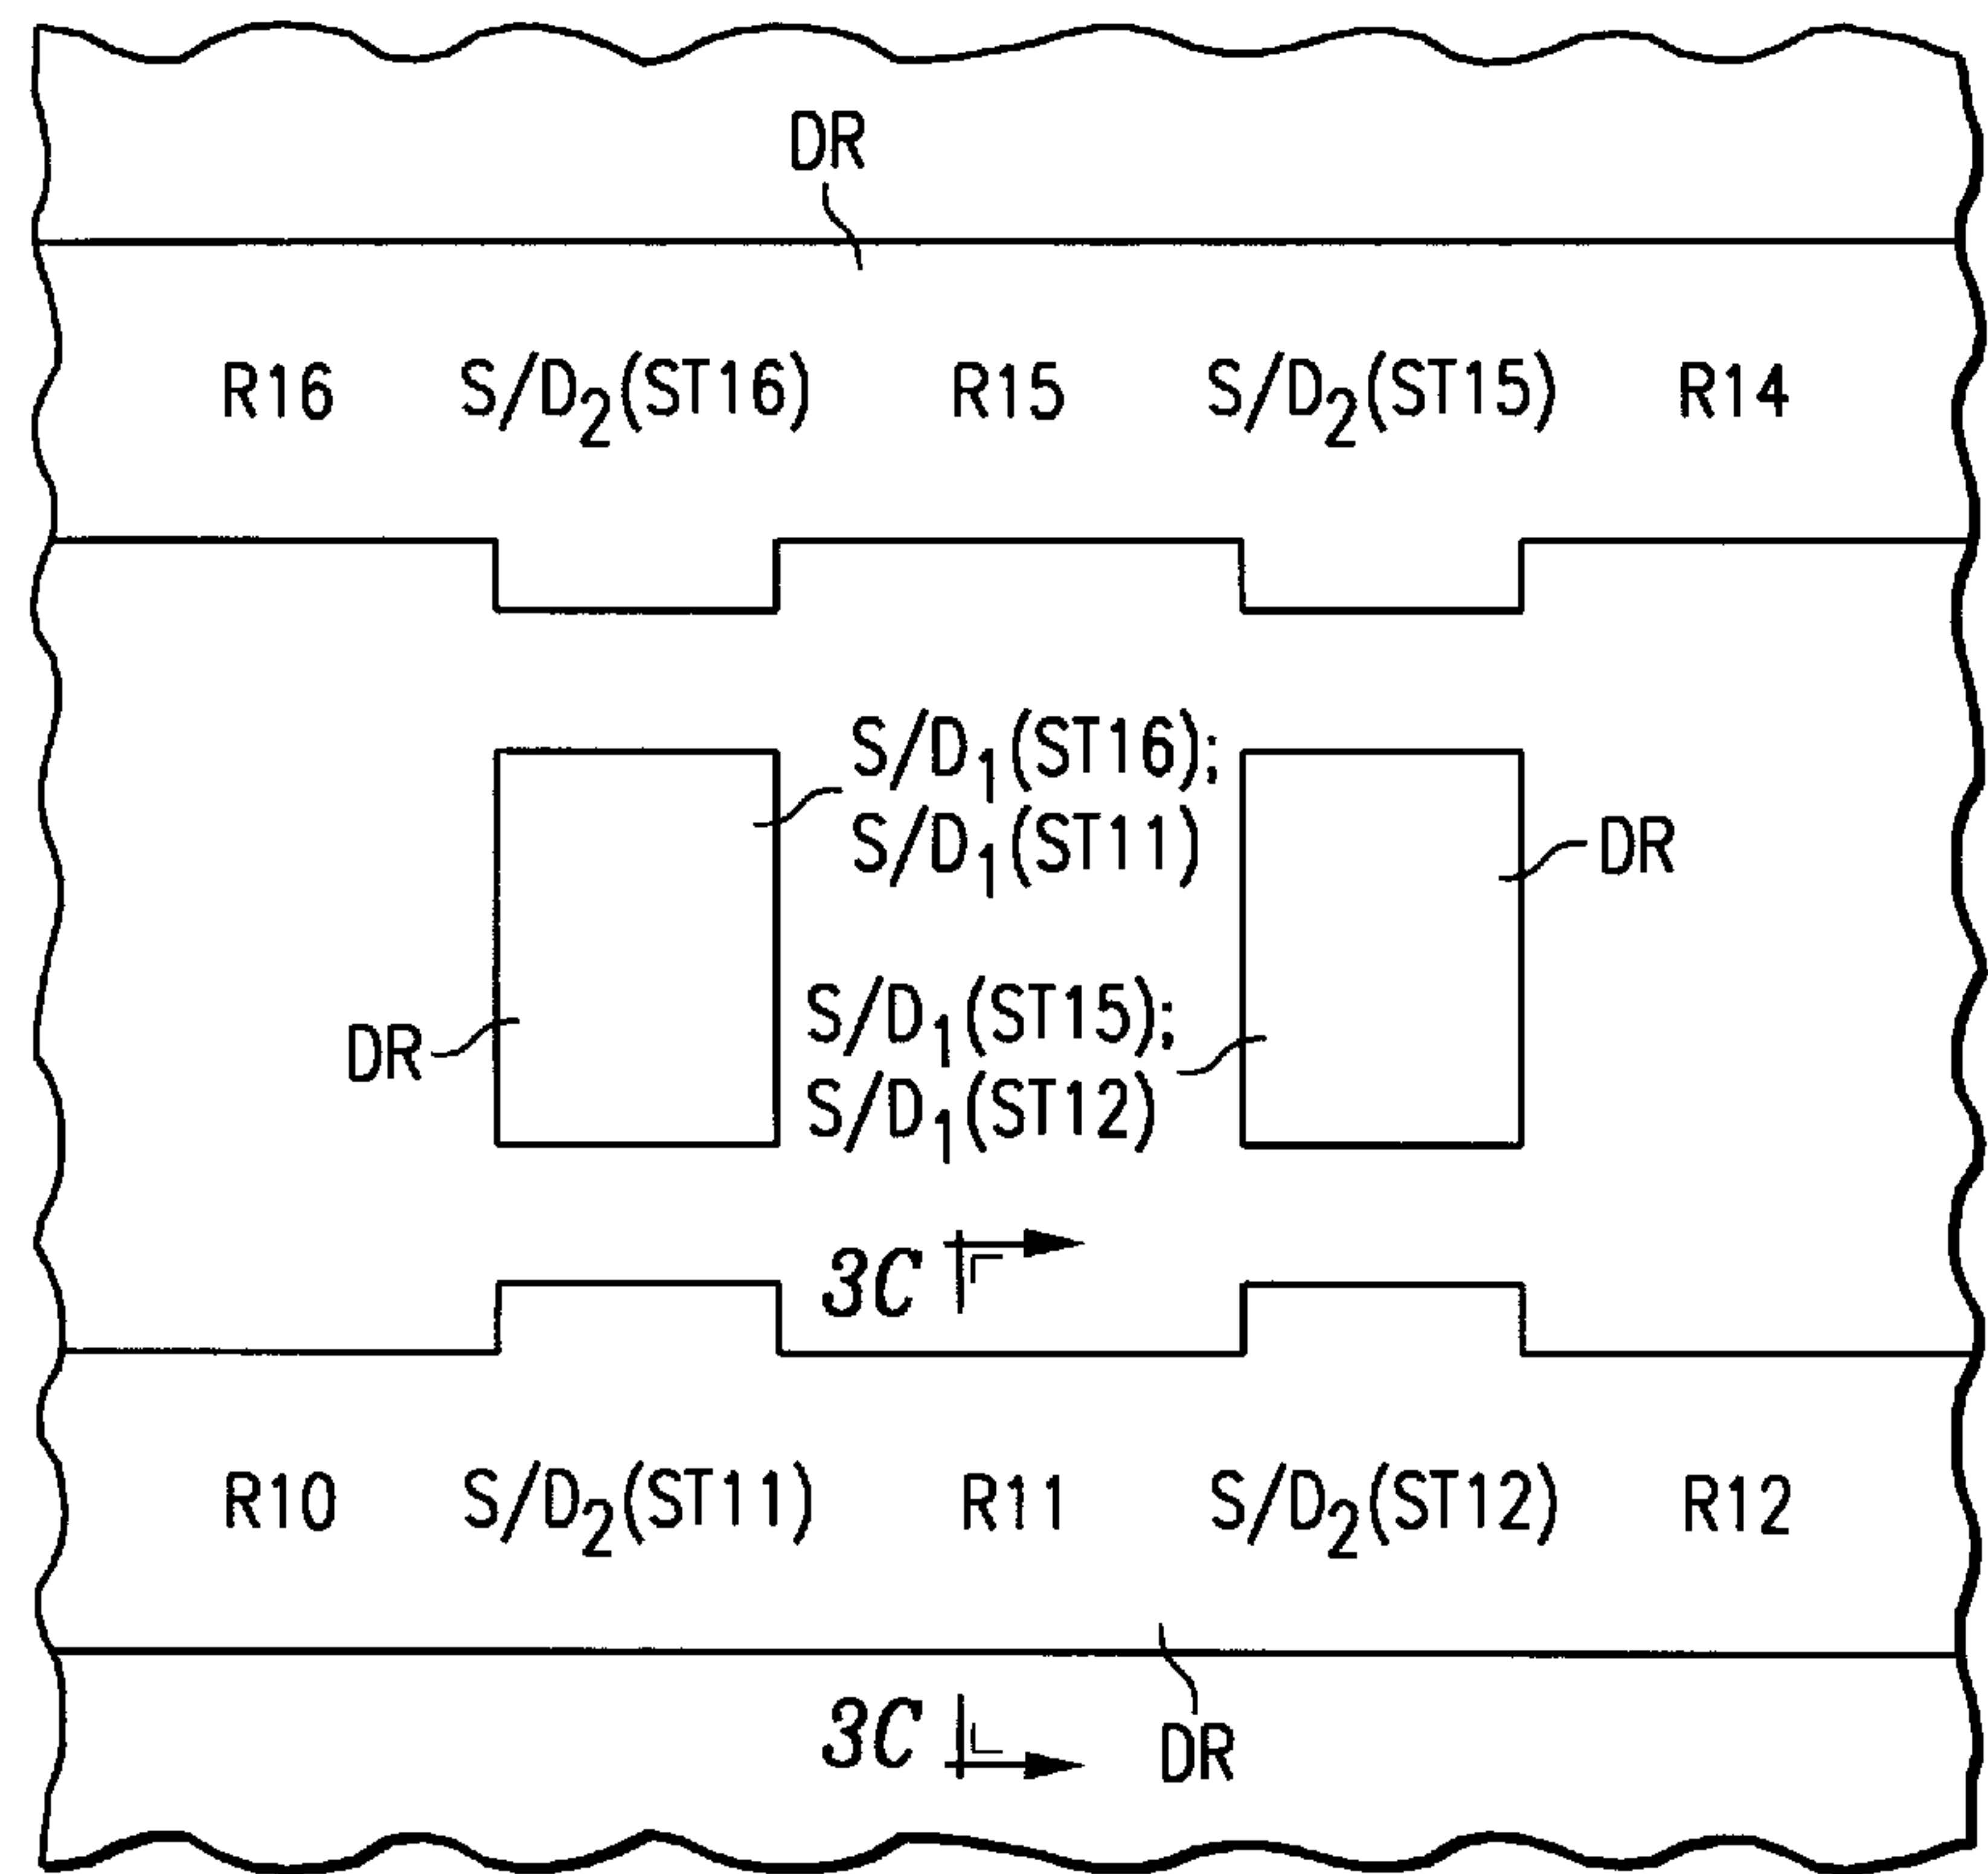 DR
R16 S/D2(ST16) R15 S/D2(ST15) R14
S/D1(ST16);
S/D1(ST11)
DR
S/D1(ST15);
S/D1(ST12)
DR
3C
R10 S/D2(ST11) R11 S/D2(ST12) R12
3C
DR